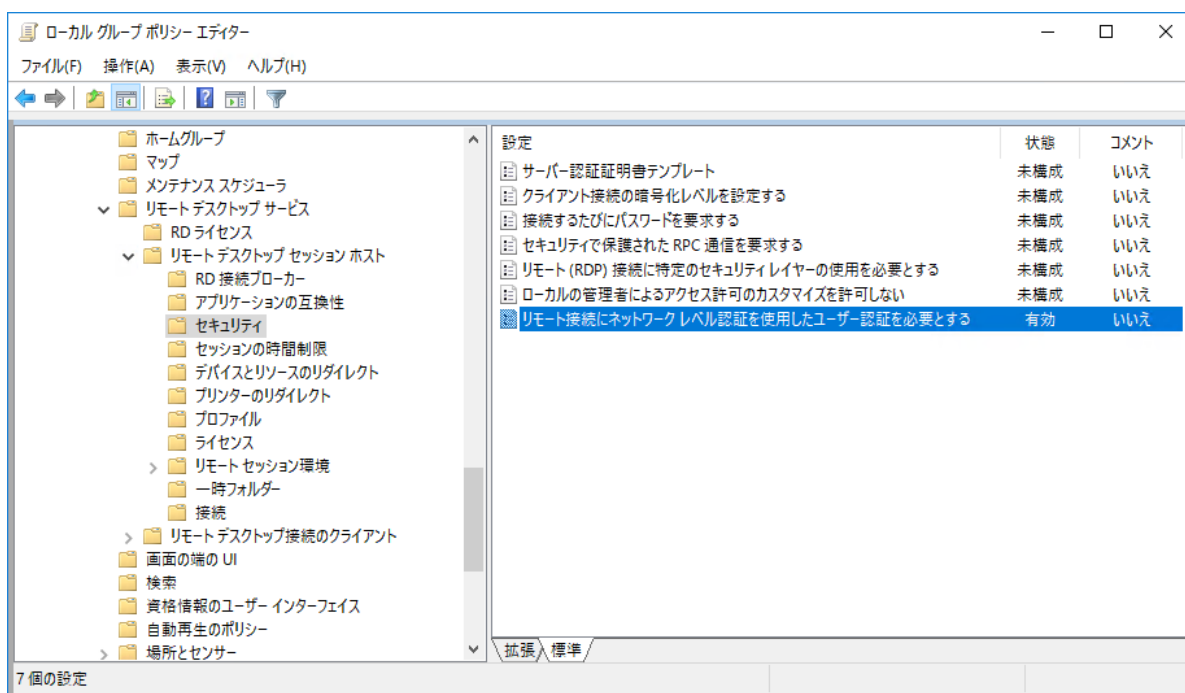 ローカル グループ ポリシー エディター
ファイル(F) 操作(A) 表示(V) ヘルプ(H)
ホームグループ
マップ
メンテナンス スケジューラ
リモート デスクトップ サービス
RD ライセンス
リモート デスクトップ セッション ホスト
RD 接続ブローカー
アプリケーションの互換性
セキュリティ
セッションの時間制限
デバイスとリソースのリダイレクト
プリンターのリダイレクト
プロファイル
ライセンス
リモート セッション環境
一時フォルダー
接続
リモート デスクトップ接続のクライアント
画面の端の UI
検索
資格情報のユーザー インターフェイス
自動再生のポリシー
場所とセンサー
設定 状態 コメント
サーバー認証証明書テンプレート 未構成 いいえ
クライアント接続の暗号化レベルを設定する 未構成 いいえ
接続するたびにパスワードを要求する 未構成 いいえ
セキュリティで保護された RPC 通信を要求する 未構成 いいえ
リモート (RDP) 接続に特定のセキュリティ レイヤーの使用を必要とする 未構成 いいえ
ローカルの管理者によるアクセス許可のカスタマイズを許可しない 未構成 いいえ
リモート接続にネットワーク レベル認証を使用したユーザー認証を必要とする 有効 いいえ
拡張 標準
7 個の設定